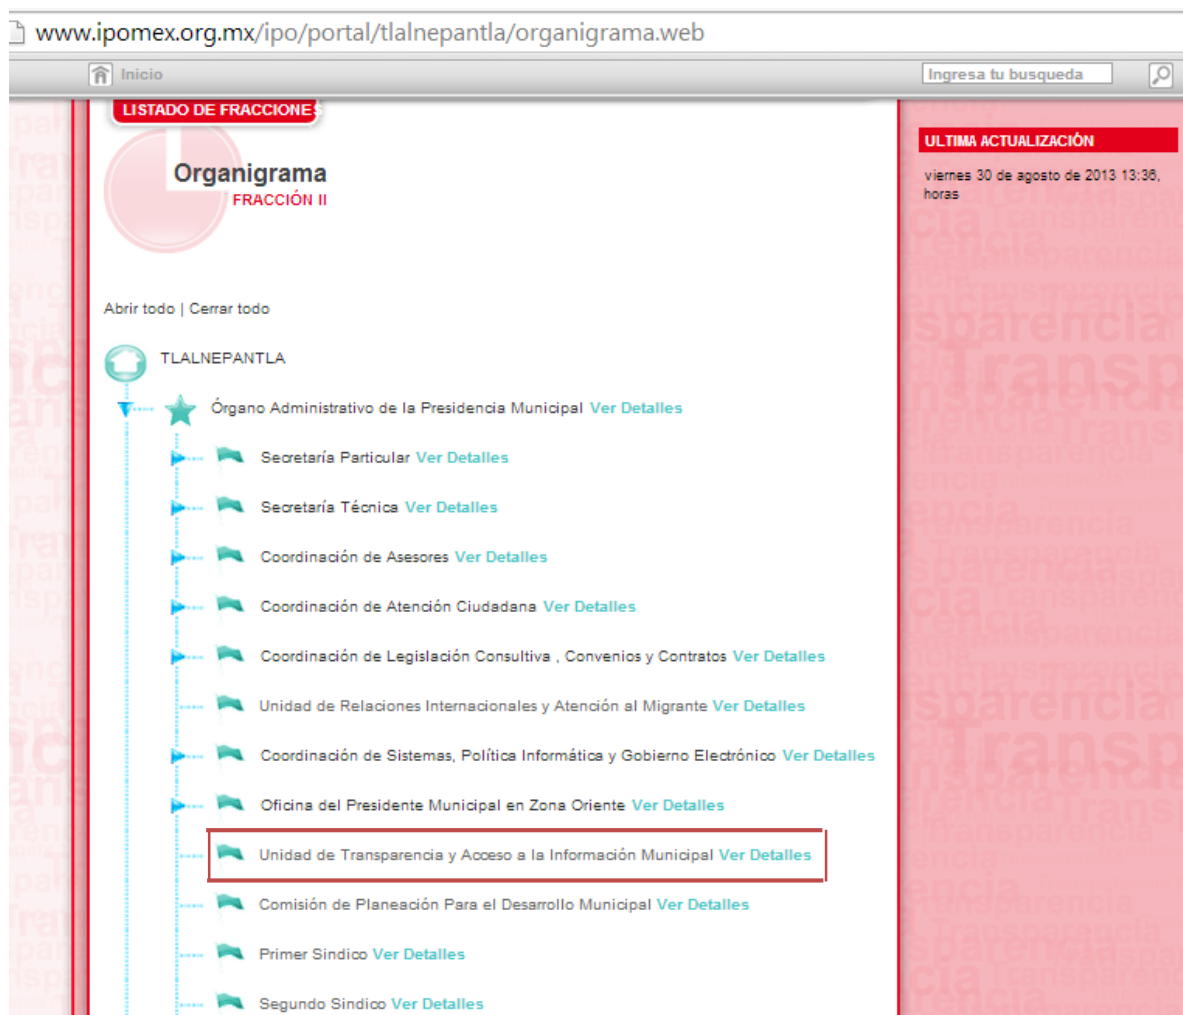 www.ipomex.org.mx/ipo/portal/tlalnepantla/organigrama.web
Inicio
Ingresa tu busqueda
LISTADO DE FRACCIONES
Organigrama
FRACCIÓN II
ULTIMA ACTUALIZACIÓN
viernes 30 de agosto de 2013 13:36,
horas
Abrir todo | Cerrar todo
TLALNEPANTLA
Órgano Administrativo de la Presidencia Municipal Ver Detalles
Secretaría Particular Ver Detalles
Secretaría Técnica Ver Detalles
Coordinación de Asesores Ver Detalles
Coordinación de Atención Ciudadana Ver Detalles
Coordinación de Legislación Consultiva , Convenios y Contratos Ver Detalles
Unidad de Relaciones Internacionales y Atención al Migrante Ver Detalles
Coordinación de Sistemas, Política Informática y Gobierno Electrónico Ver Detalles
Oficina del Presidente Municipal en Zona Oriente Ver Detalles
Unidad de Transparencia y Acceso a la Información Municipal Ver Detalles
Comisión de Planeación Para el Desarrollo Municipal Ver Detalles
Primer Sindico Ver Detalles
Segundo Sindico Ver Detalles